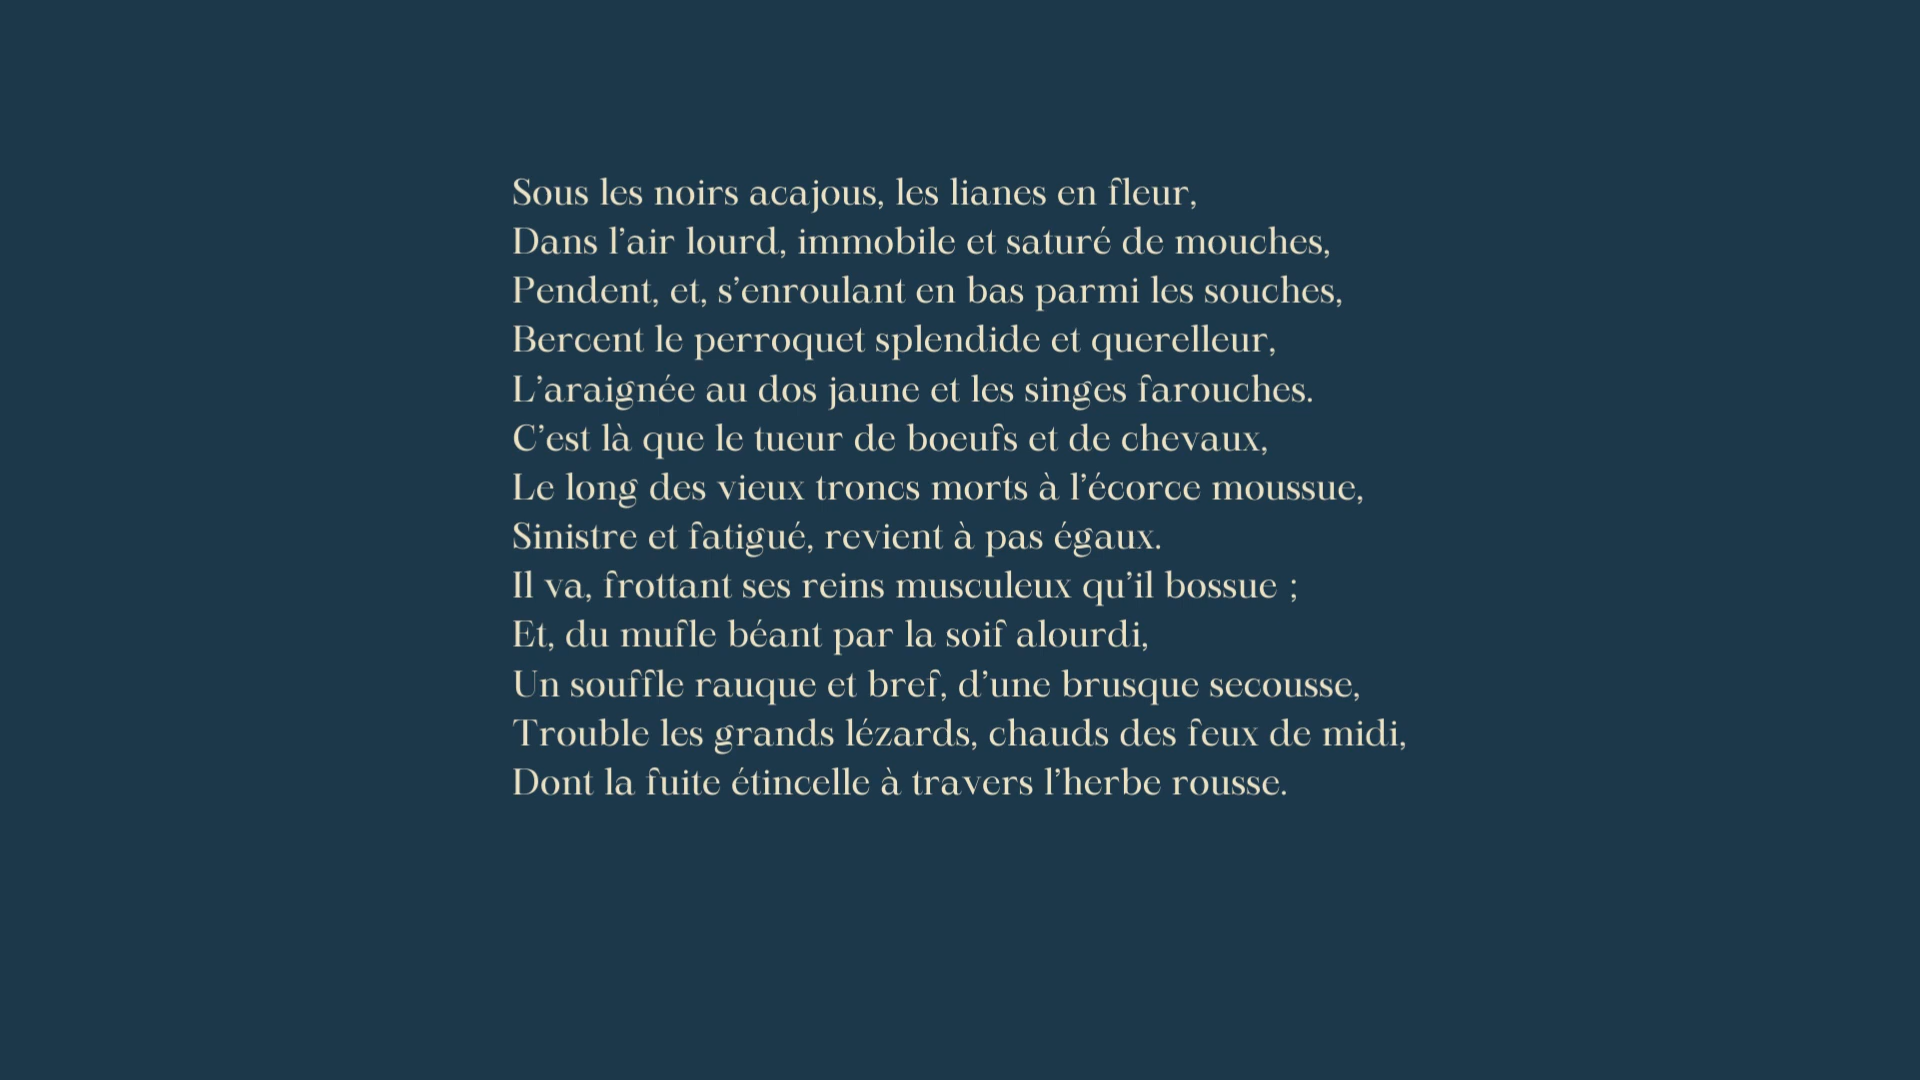 Sous les noirs acajous, les lianes en fleur,
Dans l’air lourd, immobile et saturé de mouches,
Pendent, et, s’enroulant en bas parmi les souches,
Bercent le perroquet splendide et querelleur,
L’araignée au dos jaune et les singes farouches.
C’est là que le tueur de boeufs et de chevaux,
Le long des vieux troncs morts à l’écorce moussue,
Sinistre et fatigué, revient à pas égaux.
Il va, frottant ses reins musculeux qu’il bossue ;
Et, du mufle béant par la soif alourdi,
Un souffle rauque et bref, d’une brusque secousse,
Trouble les grands lézards, chauds des feux de midi,
Dont la fuite étincelle à travers l’herbe rousse.